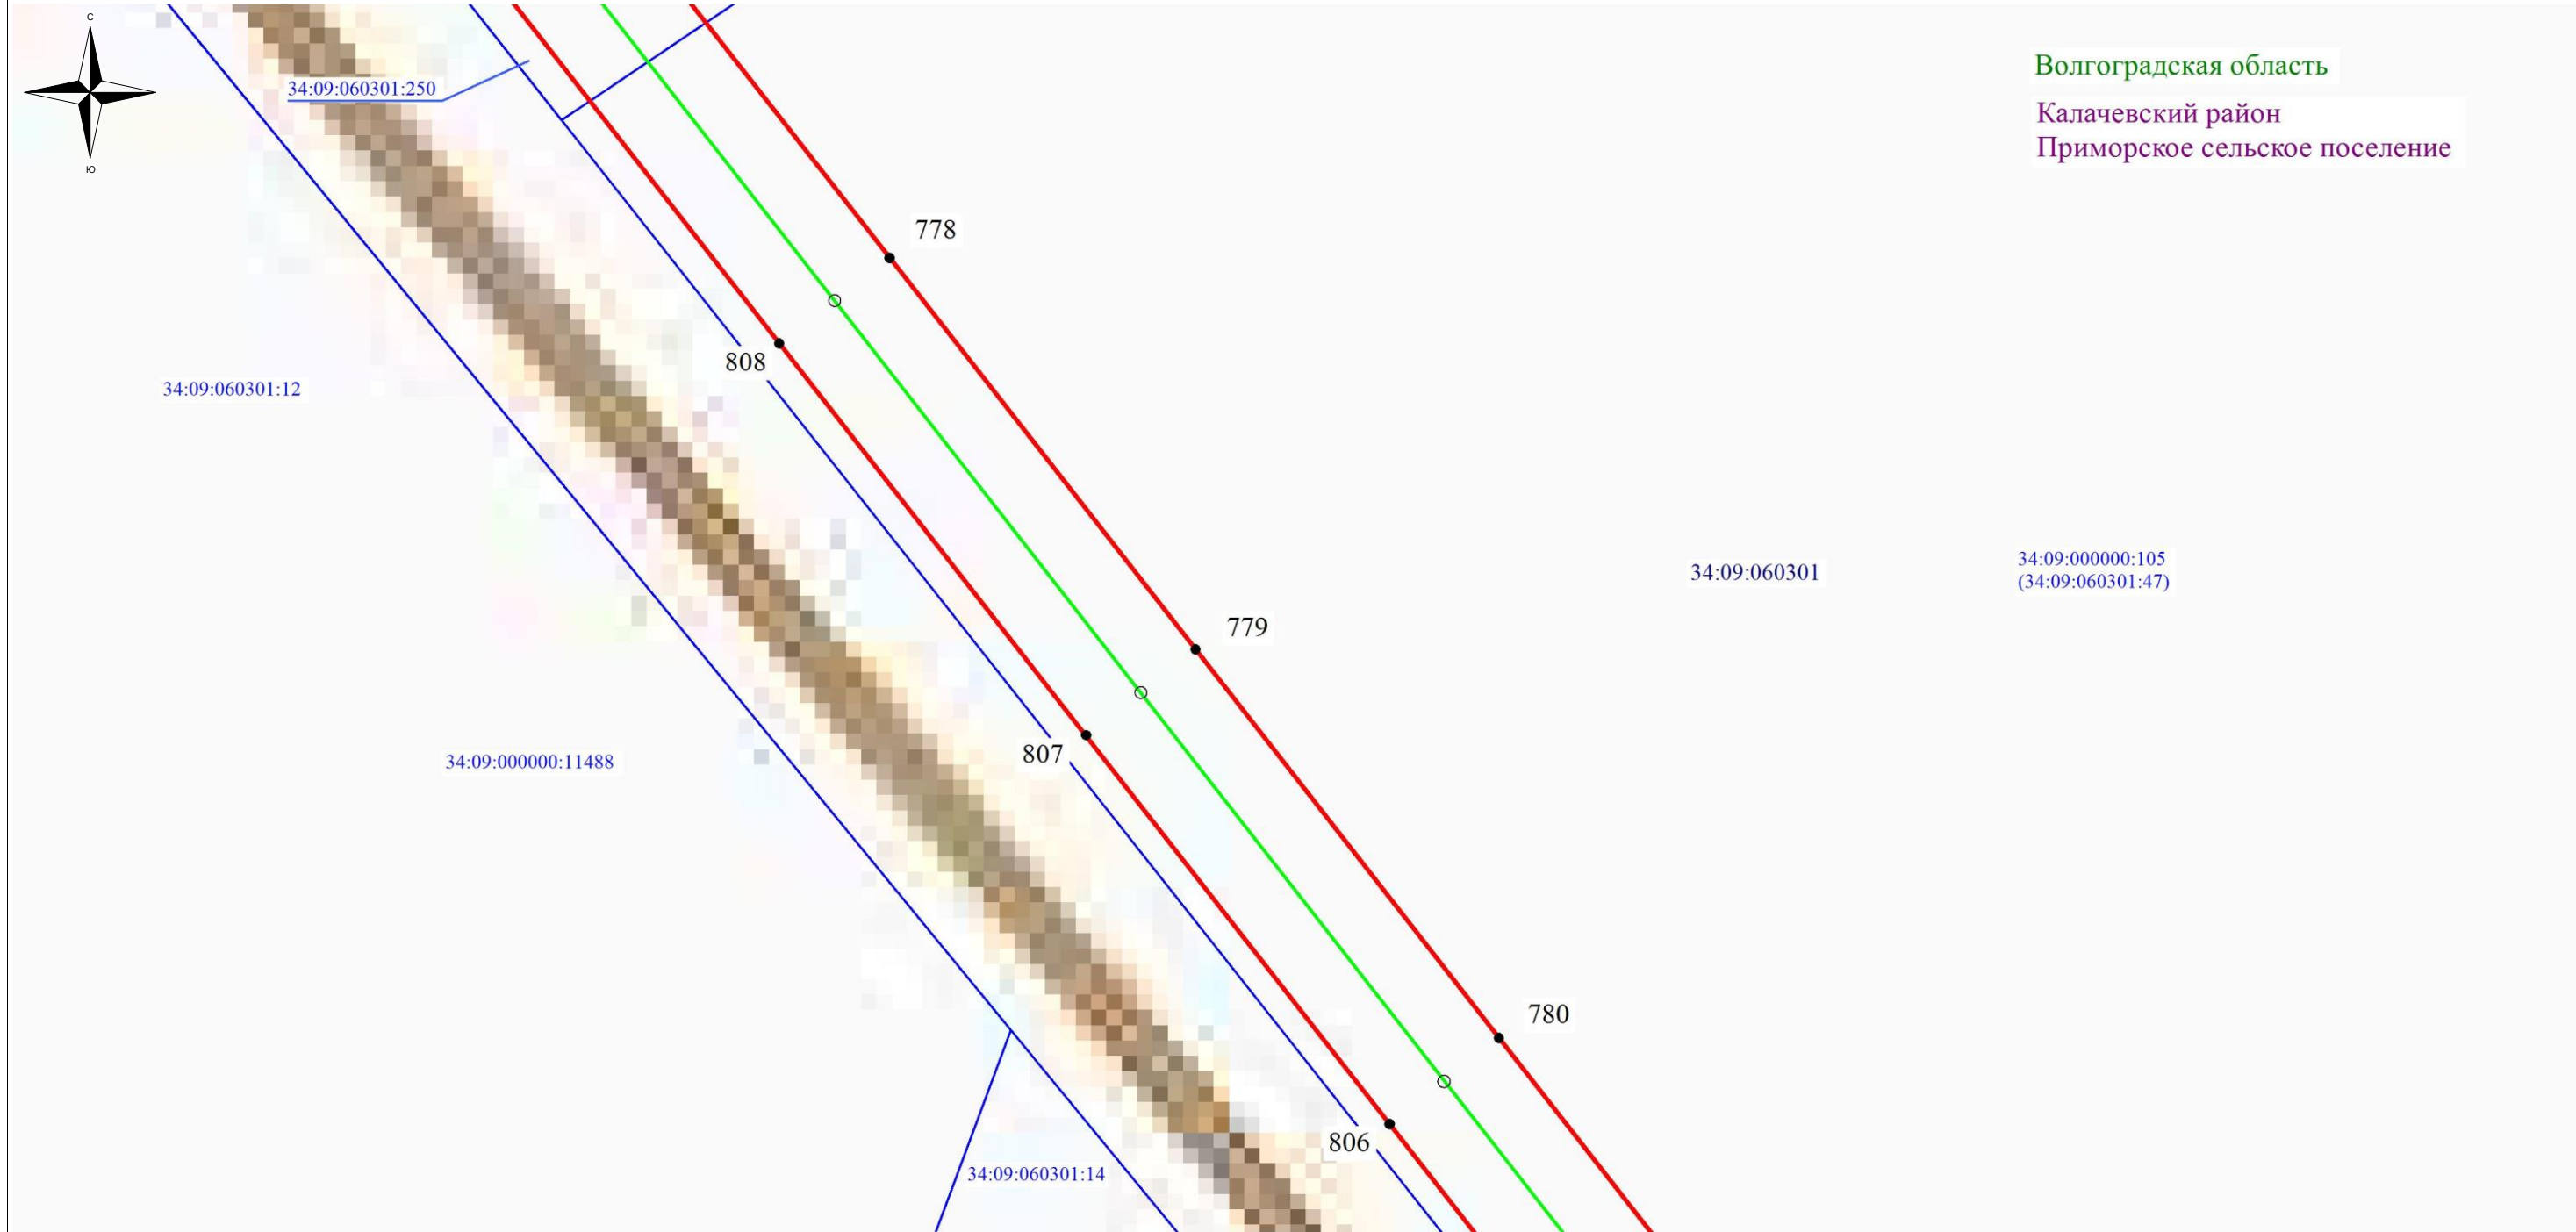 С
Ю
Волгоградская область
Калачевский район
Приморское сельское поселение
34:09:060301:250
778
808
34:09:060301:12
34:09:060301
34:09:000000:105
(34:09:060301:47)
779
807
34:09:000000:11488
780
806
34:09:060301:14